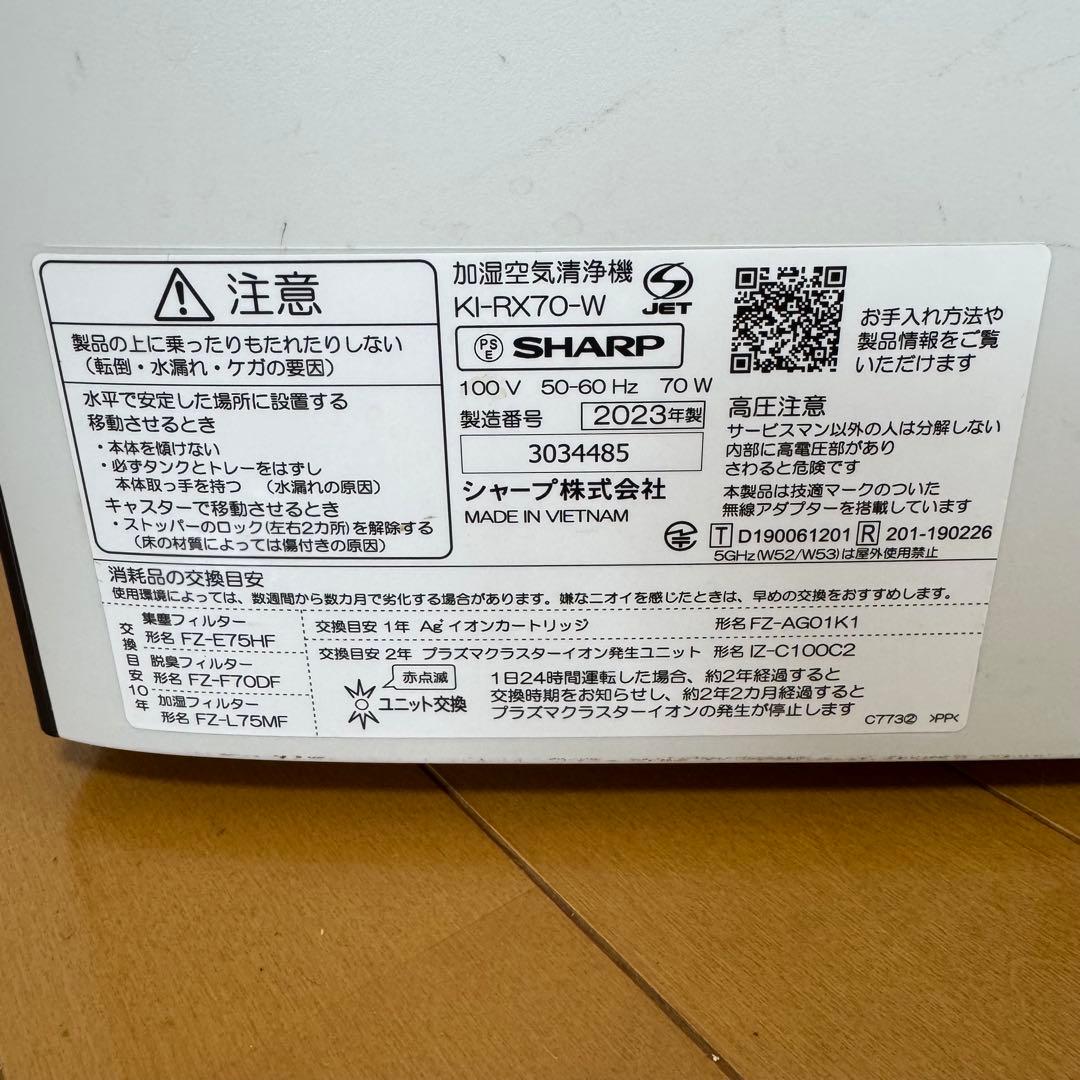 注意
製品の上に乗ったりもたれたりしない
（転倒・水漏れ・ケガの要因）
水平で安定した場所に設置する
移動させるとき
・本体を傾けない
・必ずタンクとトレーをはずし
本体取っ手を持つ （水漏れの原因）
キャスターで移動させるとき
・ストッパーのロック(左右2カ所)を解除する
（床の材質によっては傷付きの原因）
加湿空気清浄機
KI-RX70-W
S JET
PS E SHARP
100 V 50-60 Hz 70 W
製造番号 2023年製
3034485
シャープ株式会社
MADE IN VIETNAM
お手入れ方法や
製品情報をご覧
いただけます
高圧注意
サービスマン以外の人は分解しない
内部に高電圧部があり
さわると危険です
本製品は技適マークのついた
無線アダプターを搭載しています
T D190061201 R 201-190226
5GHz(W52/W53)は屋外使用禁止
消耗品の交換目安
使用環境によっては、数週間から数カ月で劣化する場合があります。嫌なニオイを感じたときは、早めの交換をおすすめします。
交換目安10年
集塵フィルター
形名 FZ-E75HF
脱臭フィルター
形名 FZ-F70DF
加湿フィルター
形名 FZ-L75MF
交換目安 1年 Ag⁺イオンカートリッジ 形名 FZ-AG01K1
交換目安 2年 プラズマクラスターイオン発生ユニット 形名 IZ-C100C2
赤点滅
ユニット交換
1日24時間運転した場合、約2年経過すると
交換時期をお知らせし、約2年2カ月経過すると
プラズマクラスターイオンの発生が停止します
C773② >PP<